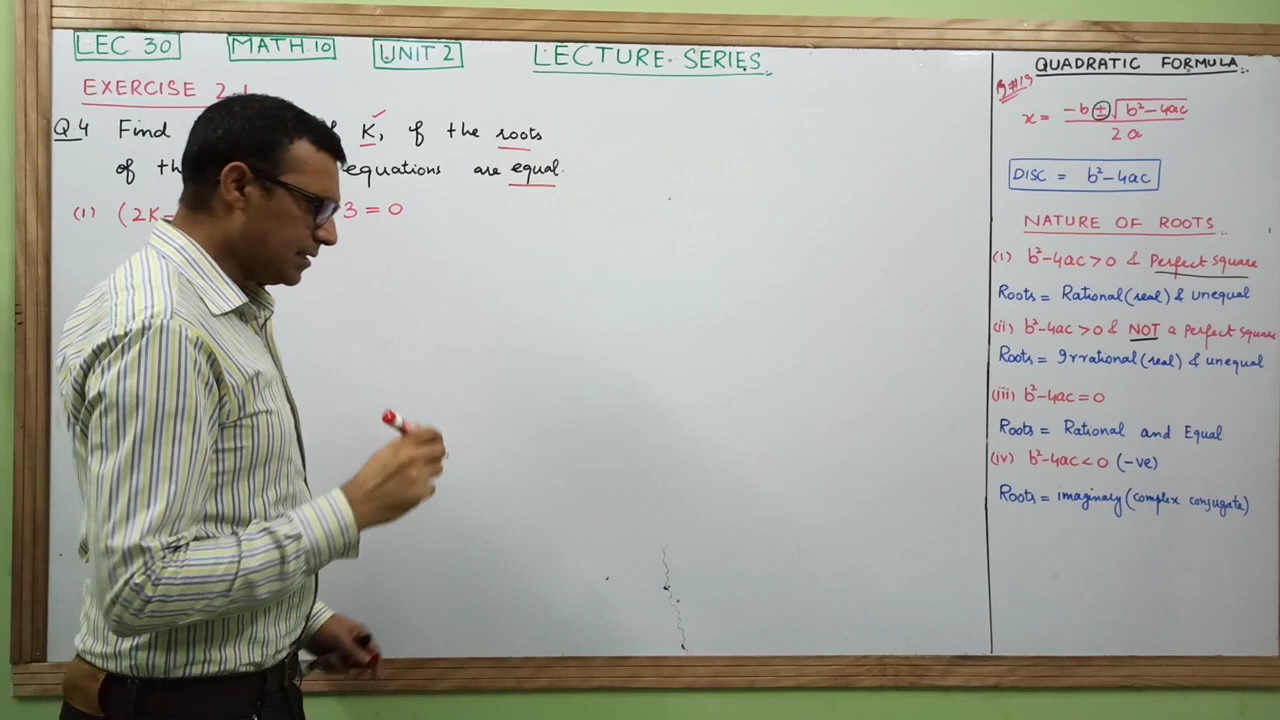 LEC 30 MATH 10 UNIT 2 LECTURE SERIES
EXERCISE 2.1
Q4 Find K, if the roots
of equations are equal.
(i) (2K- 3 = 0
QUADRATIC FORMULA
P#19
x = -b ± √b²-4ac / 2a
DISC = b²-4ac
NATURE OF ROOTS
(i) b²-4ac > 0 & Perfect Square
Roots = Rational (real) & unequal
(ii) b²-4ac > 0 & NOT a Perfect Square
Roots = Irrational (real) & unequal
(iii) b²-4ac = 0
Roots = Rational and Equal
(iv) b²-4ac < 0 (-ve)
Roots = imaginary (complex conjugate)